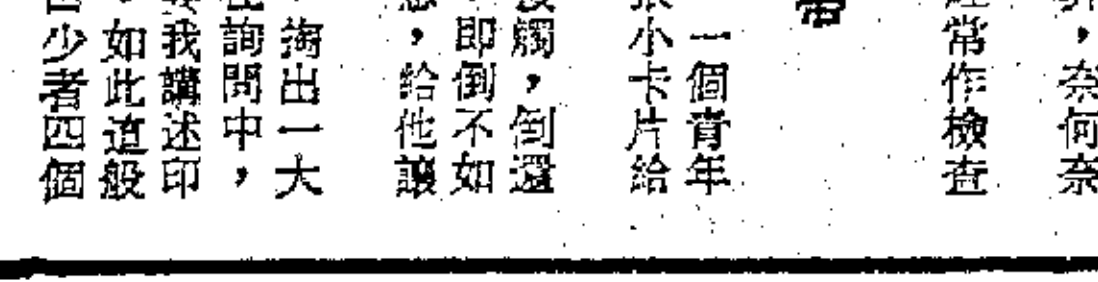 ，奈何奈
常作檢查
一個青年
小卡片給
觸，倒還
即倒不如
，給他讓
掏出一大
詢問中，
我講述印
如此這般
少者四個